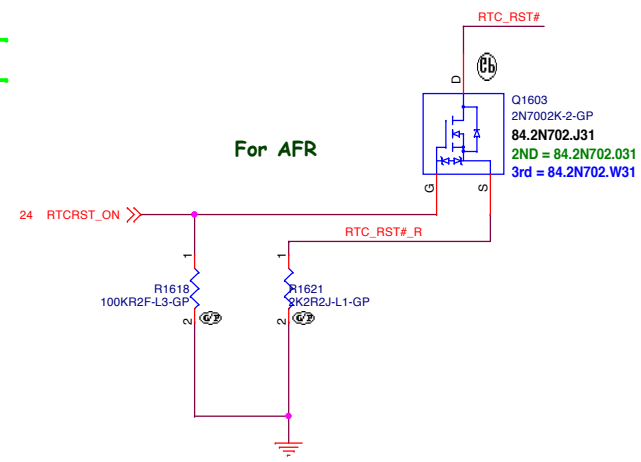 RTC_RST#
D
Q1603
2N7002K-2-GP
84.2N702.J31
2ND = 84.2N702.031
3rd = 84.2N702.W31
For AFR
G
S
24 RTCRST_ON
RTC_RST#_R
1
1
R1618
100KR2F-L3-GP
R1621
2K2R2J-L1-GP
2
2